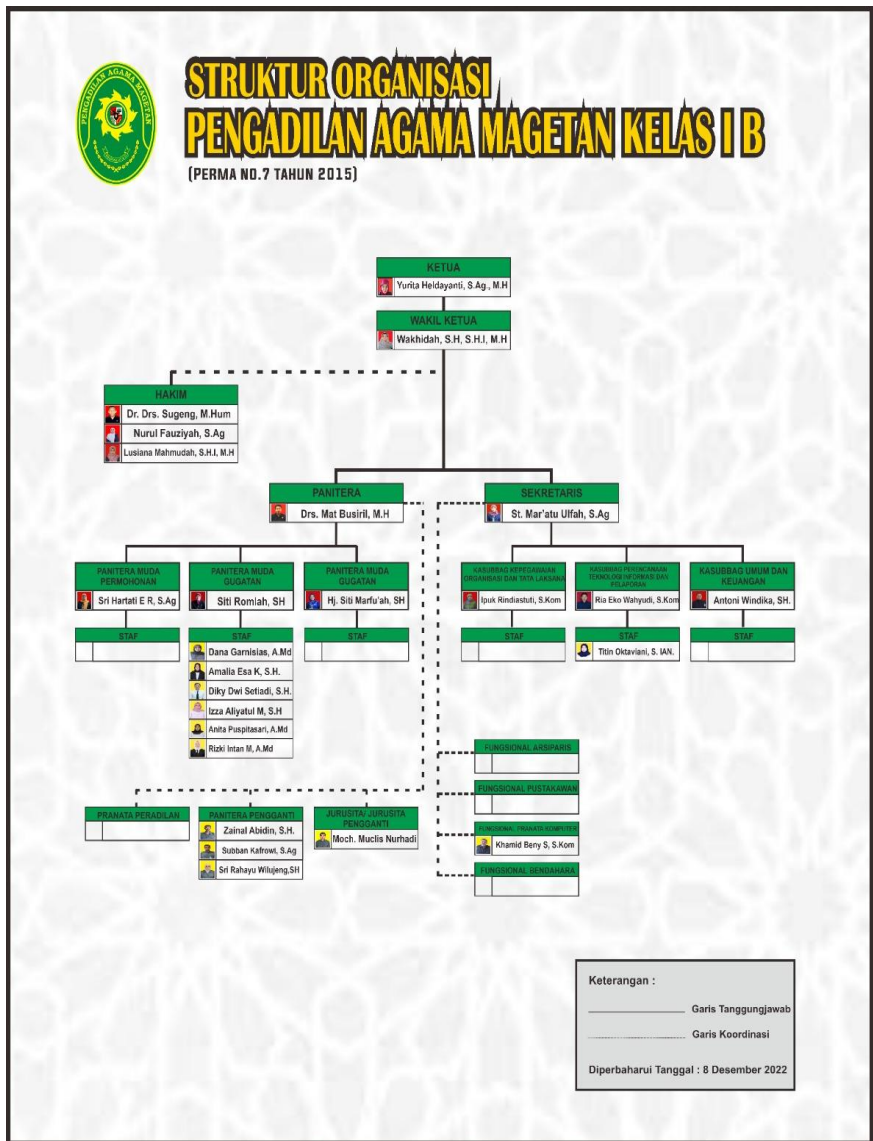 PENGADILAN AGAMA MAGETAN
STRUKTUR ORGANISASI
PENGADILAN AGAMA MAGETAN KELAS I B
(PERMA NO.7 TAHUN 2015)
KETUA
Yurita Heldayanti, S.Ag., M.H
WAKIL KETUA
Wakhidah, S.H, S.H.I, M.H
HAKIM
Dr. Drs. Sugeng, M.Hum
Nurul Fauziyah, S.Ag
Lusiana Mahmudah, S.H.I, M.H
PANITERA
Drs. Mat Busiril, M.H
SEKRETARIS
St. Mar'atu Ulfah, S.Ag
PANITERA MUDA
PERMOHONAN
Sri Hartati E R, S.Ag
STAF
PANITERA MUDA
GUGATAN
Siti Romlah, SH
STAF
Dana Garnisias, A.Md
Amalia Esa K, S.H.
Diky Dwi Setiadi, S.H.
Izza Aliyatul M, S.H
Anita Puspitasari, A.Md
Rizki Intan M, A.Md
PANITERA MUDA
GUGATAN
Hj. Siti Marfu'ah, SH
STAF
KASUBBAG KEPEGAWAIAN
ORGANISASI DAN TATA LAKSANA
Ipuk Rindiastuti, S.Kom
STAF
KASUBBAG PERENCANAAN
TEKNOLOGI INFORMASI DAN
PELAPORAN
Ria Eko Wahyudi, S.Kom
STAF
Titin Oktaviani, S. IAN.
KASUBBAG UMUM DAN
KEUANGAN
Antoni Windika, SH.
STAF
PRANATA PERADILAN
PANITERA PENGGANTI
Zainal Abidin, S.H.
Subban Kafrowi, S.Ag
Sri Rahayu Wilujeng,SH
JURUSITA/ JURUSITA
PENGGANTI
Moch. Muclis Nurhadi
FUNGSIONAL ARSIPARIS
FUNGSIONAL PUSTAKAWAN
FUNGSIONAL PRANATA KOMPUTER
Khamid Beny S, S.Kom
FUNGSIONAL BENDAHARA
Keterangan :
Garis Tanggungjawab
Garis Koordinasi
Diperbaharui Tanggal : 8 Desember 2022